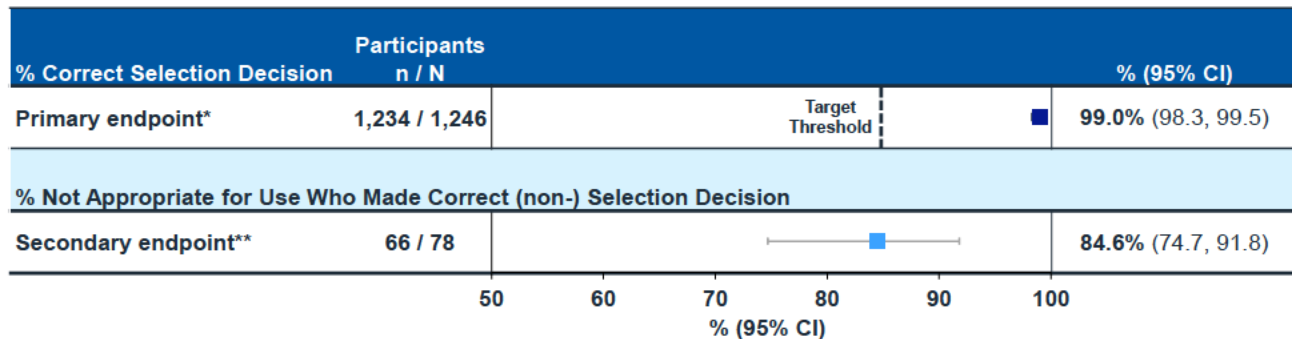 Participants
% Correct Selection Decision n / N % (95% CI)
Primary endpoint* 1,234 / 1,246 Target Threshold 99.0% (98.3, 99.5)
% Not Appropriate for Use Who Made Correct (non-) Selection Decision
Secondary endpoint** 66 / 78 84.6% (74.7, 91.8)
50 60 70 80 90 100
% (95% CI)